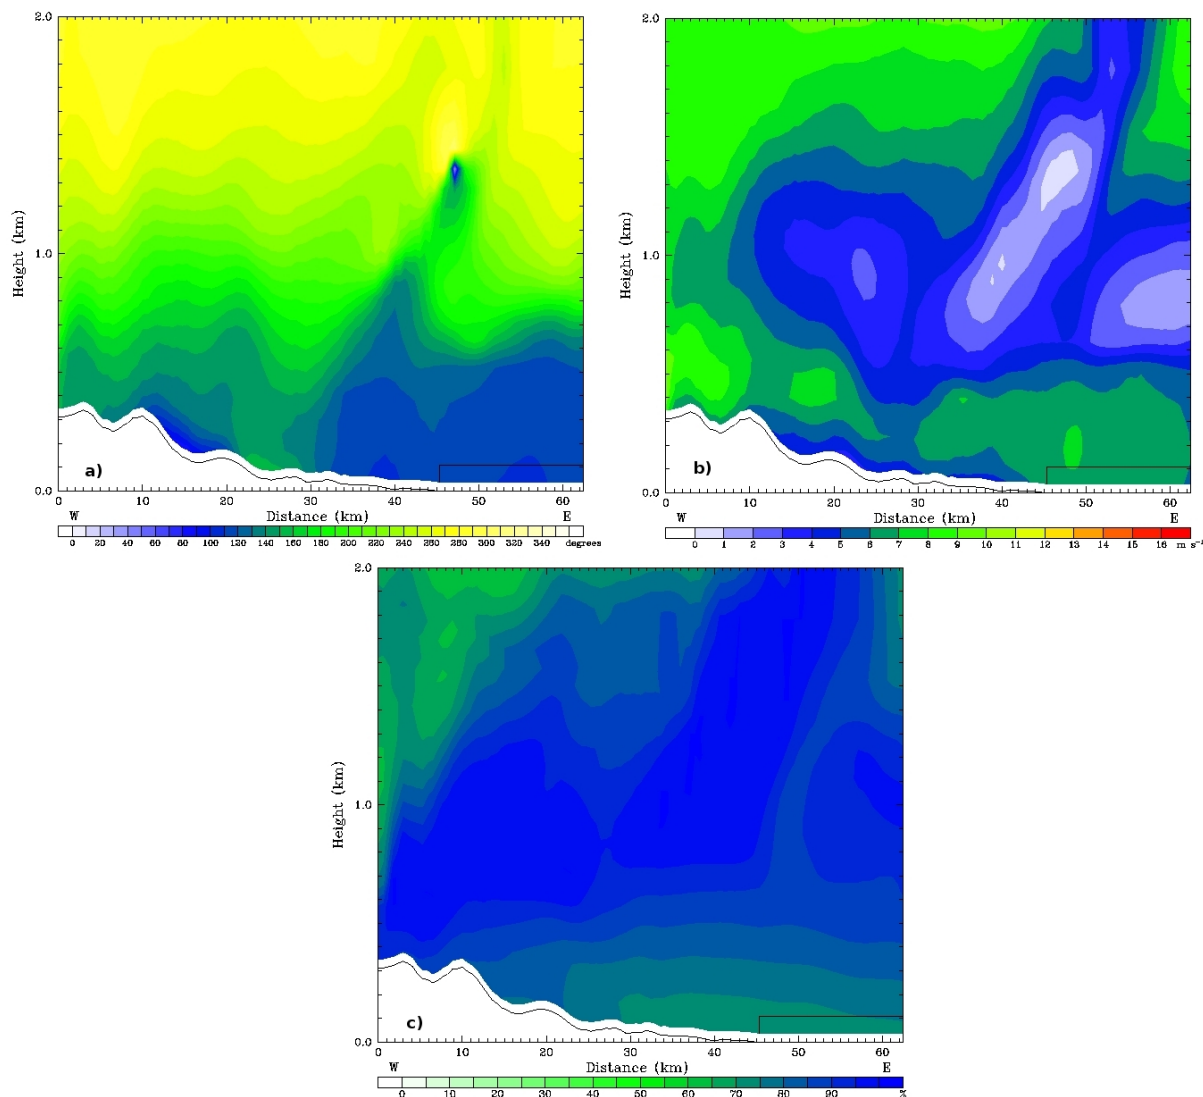 2.0
1.0
0.0
Height (km)
a)
0 10 20 30 40 50 60
W Distance (km) E
0 20 40 60 80 100 120 140 160 180 200 220 240 260 280 300 320 340 degrees
2.0
1.0
0.0
Height (km)
b)
0 10 20 30 40 50 60
W Distance (km) E
0 1 2 3 4 5 6 7 8 9 10 11 12 13 14 15 16 m s⁻¹
2.0
1.0
0.0
Height (km)
c)
0 10 20 30 40 50 60
W Distance (km) E
0 10 20 30 40 50 60 70 80 90 %